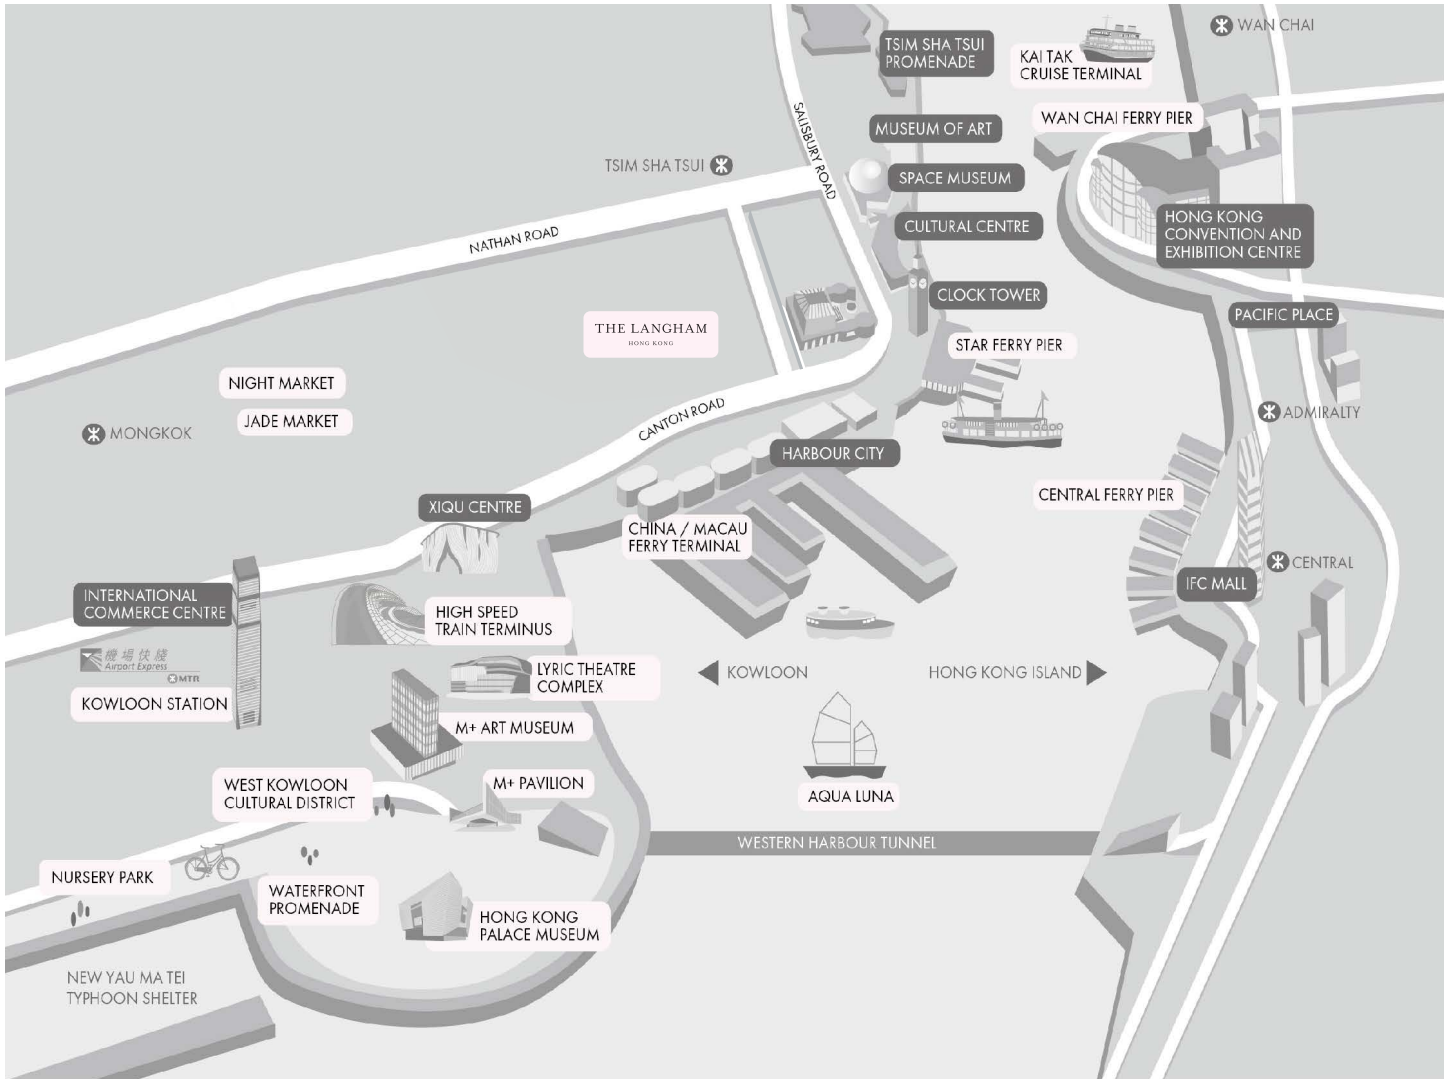 WAN CHAI
TSIM SHA TSUI
PROMENADE
KAI TAK
CRUISE TERMINAL
SALISBURY ROAD
WAN CHAI FERRY PIER
MUSEUM OF ART
TSIM SHA TSUI
SPACE MUSEUM
CULTURAL CENTRE
HONG KONG
CONVENTION AND
EXHIBITION CENTRE
NATHAN ROAD
CLOCK TOWER
PACIFIC PLACE
THE LANGHAM
HONG KONG
STAR FERRY PIER
NIGHT MARKET
JADE MARKET
MONGKOK
CANTON ROAD
ADMIRALTY
HARBOUR CITY
CENTRAL FERRY PIER
XIQU CENTRE
CHINA / MACAU
FERRY TERMINAL
CENTRAL
IFC MALL
INTERNATIONAL
COMMERCE CENTRE
HIGH SPEED
TRAIN TERMINUS
機場快綫
Airport Express
MTR
KOWLOON STATION
LYRIC THEATRE
COMPLEX
KOWLOON
HONG KONG ISLAND
M+ ART MUSEUM
WEST KOWLOON
CULTURAL DISTRICT
M+ PAVILION
AQUA LUNA
WESTERN HARBOUR TUNNEL
NURSERY PARK
WATERFRONT
PROMENADE
HONG KONG
PALACE MUSEUM
NEW YAU MA TEI
TYPHOON SHELTER